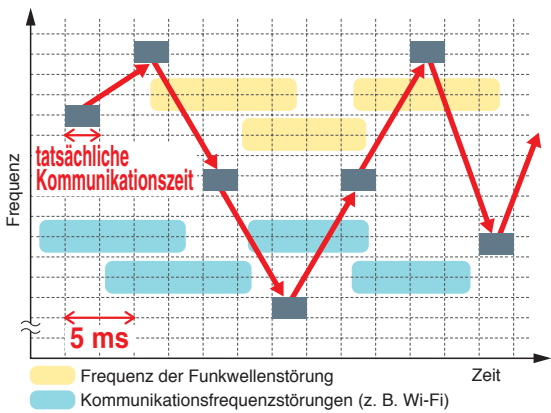 Frequenz
tatsächliche
Kommunikationszeit
5 ms
Zeit
Frequenz der Funkwellenstörung
Kommunikationsfrequenzstörungen (z. B. Wi-Fi)